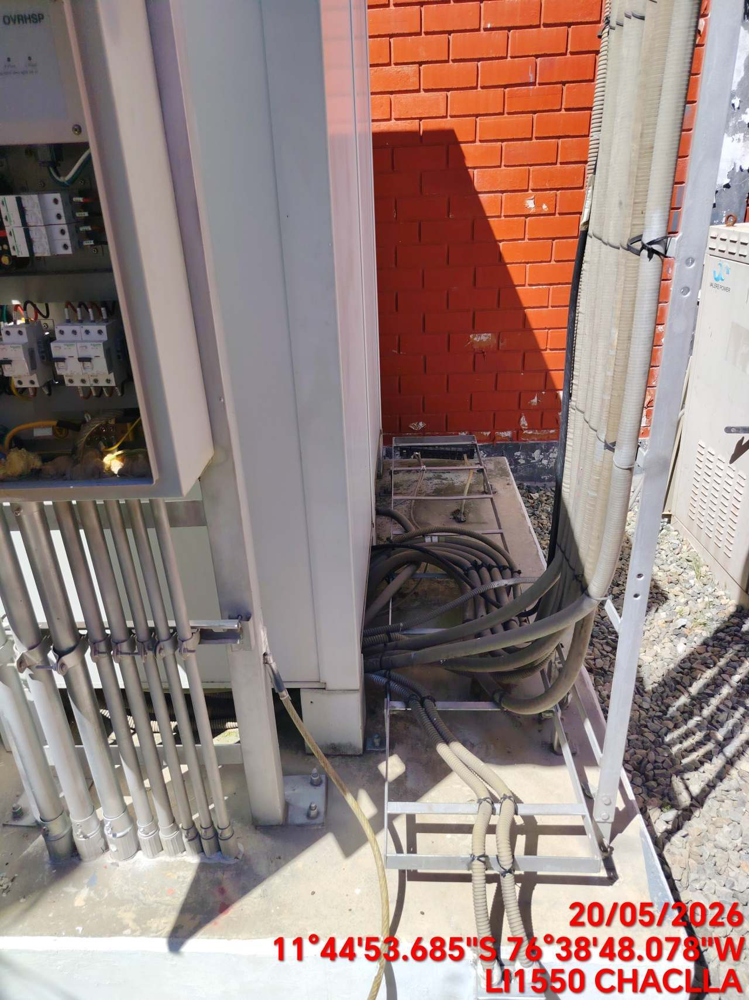 OVRHSP
VALERE POWER
20/05/2026
11°44'53.685"S 76°38'48.078"W
LI1550 CHACLLA